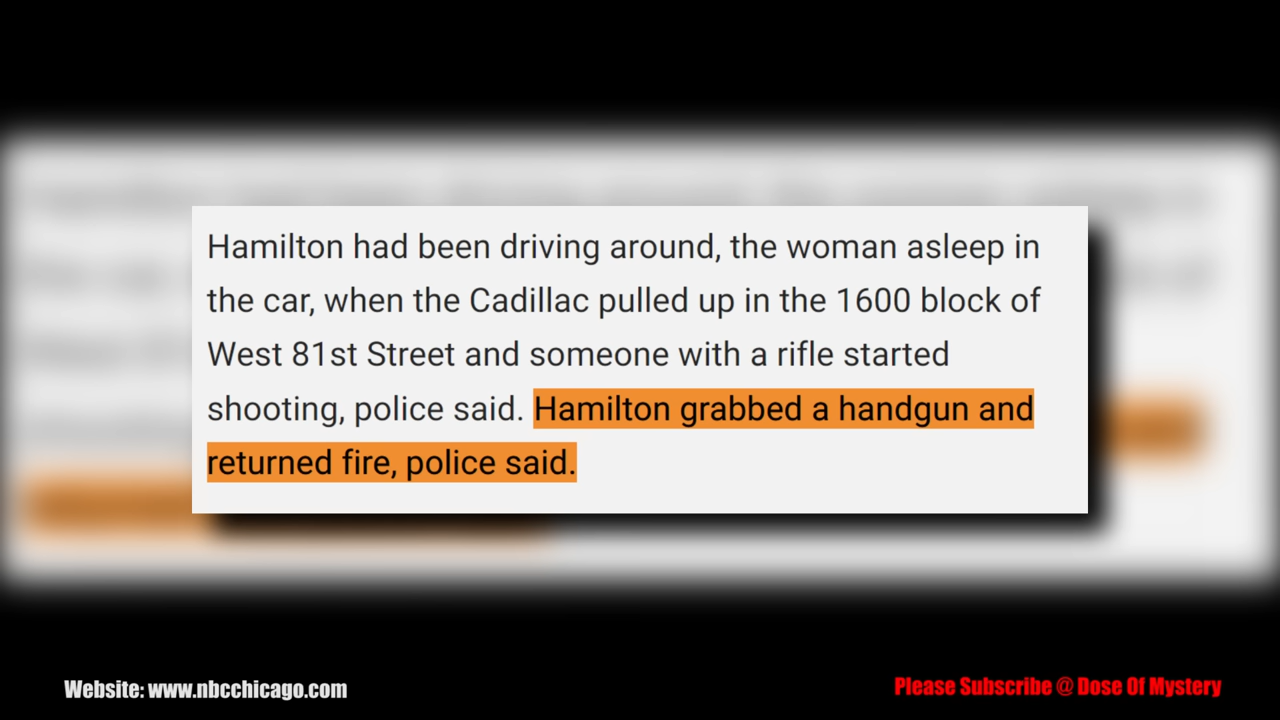 Hamilton had been driving around, the woman asleep in
the car, when the Cadillac pulled up in the 1600 block of
West 81st Street and someone with a rifle started
shooting, police said. Hamilton grabbed a handgun and
returned fire, police said.
Website: www.nbcchicago.com
Please Subscribe @ Dose Of Mystery